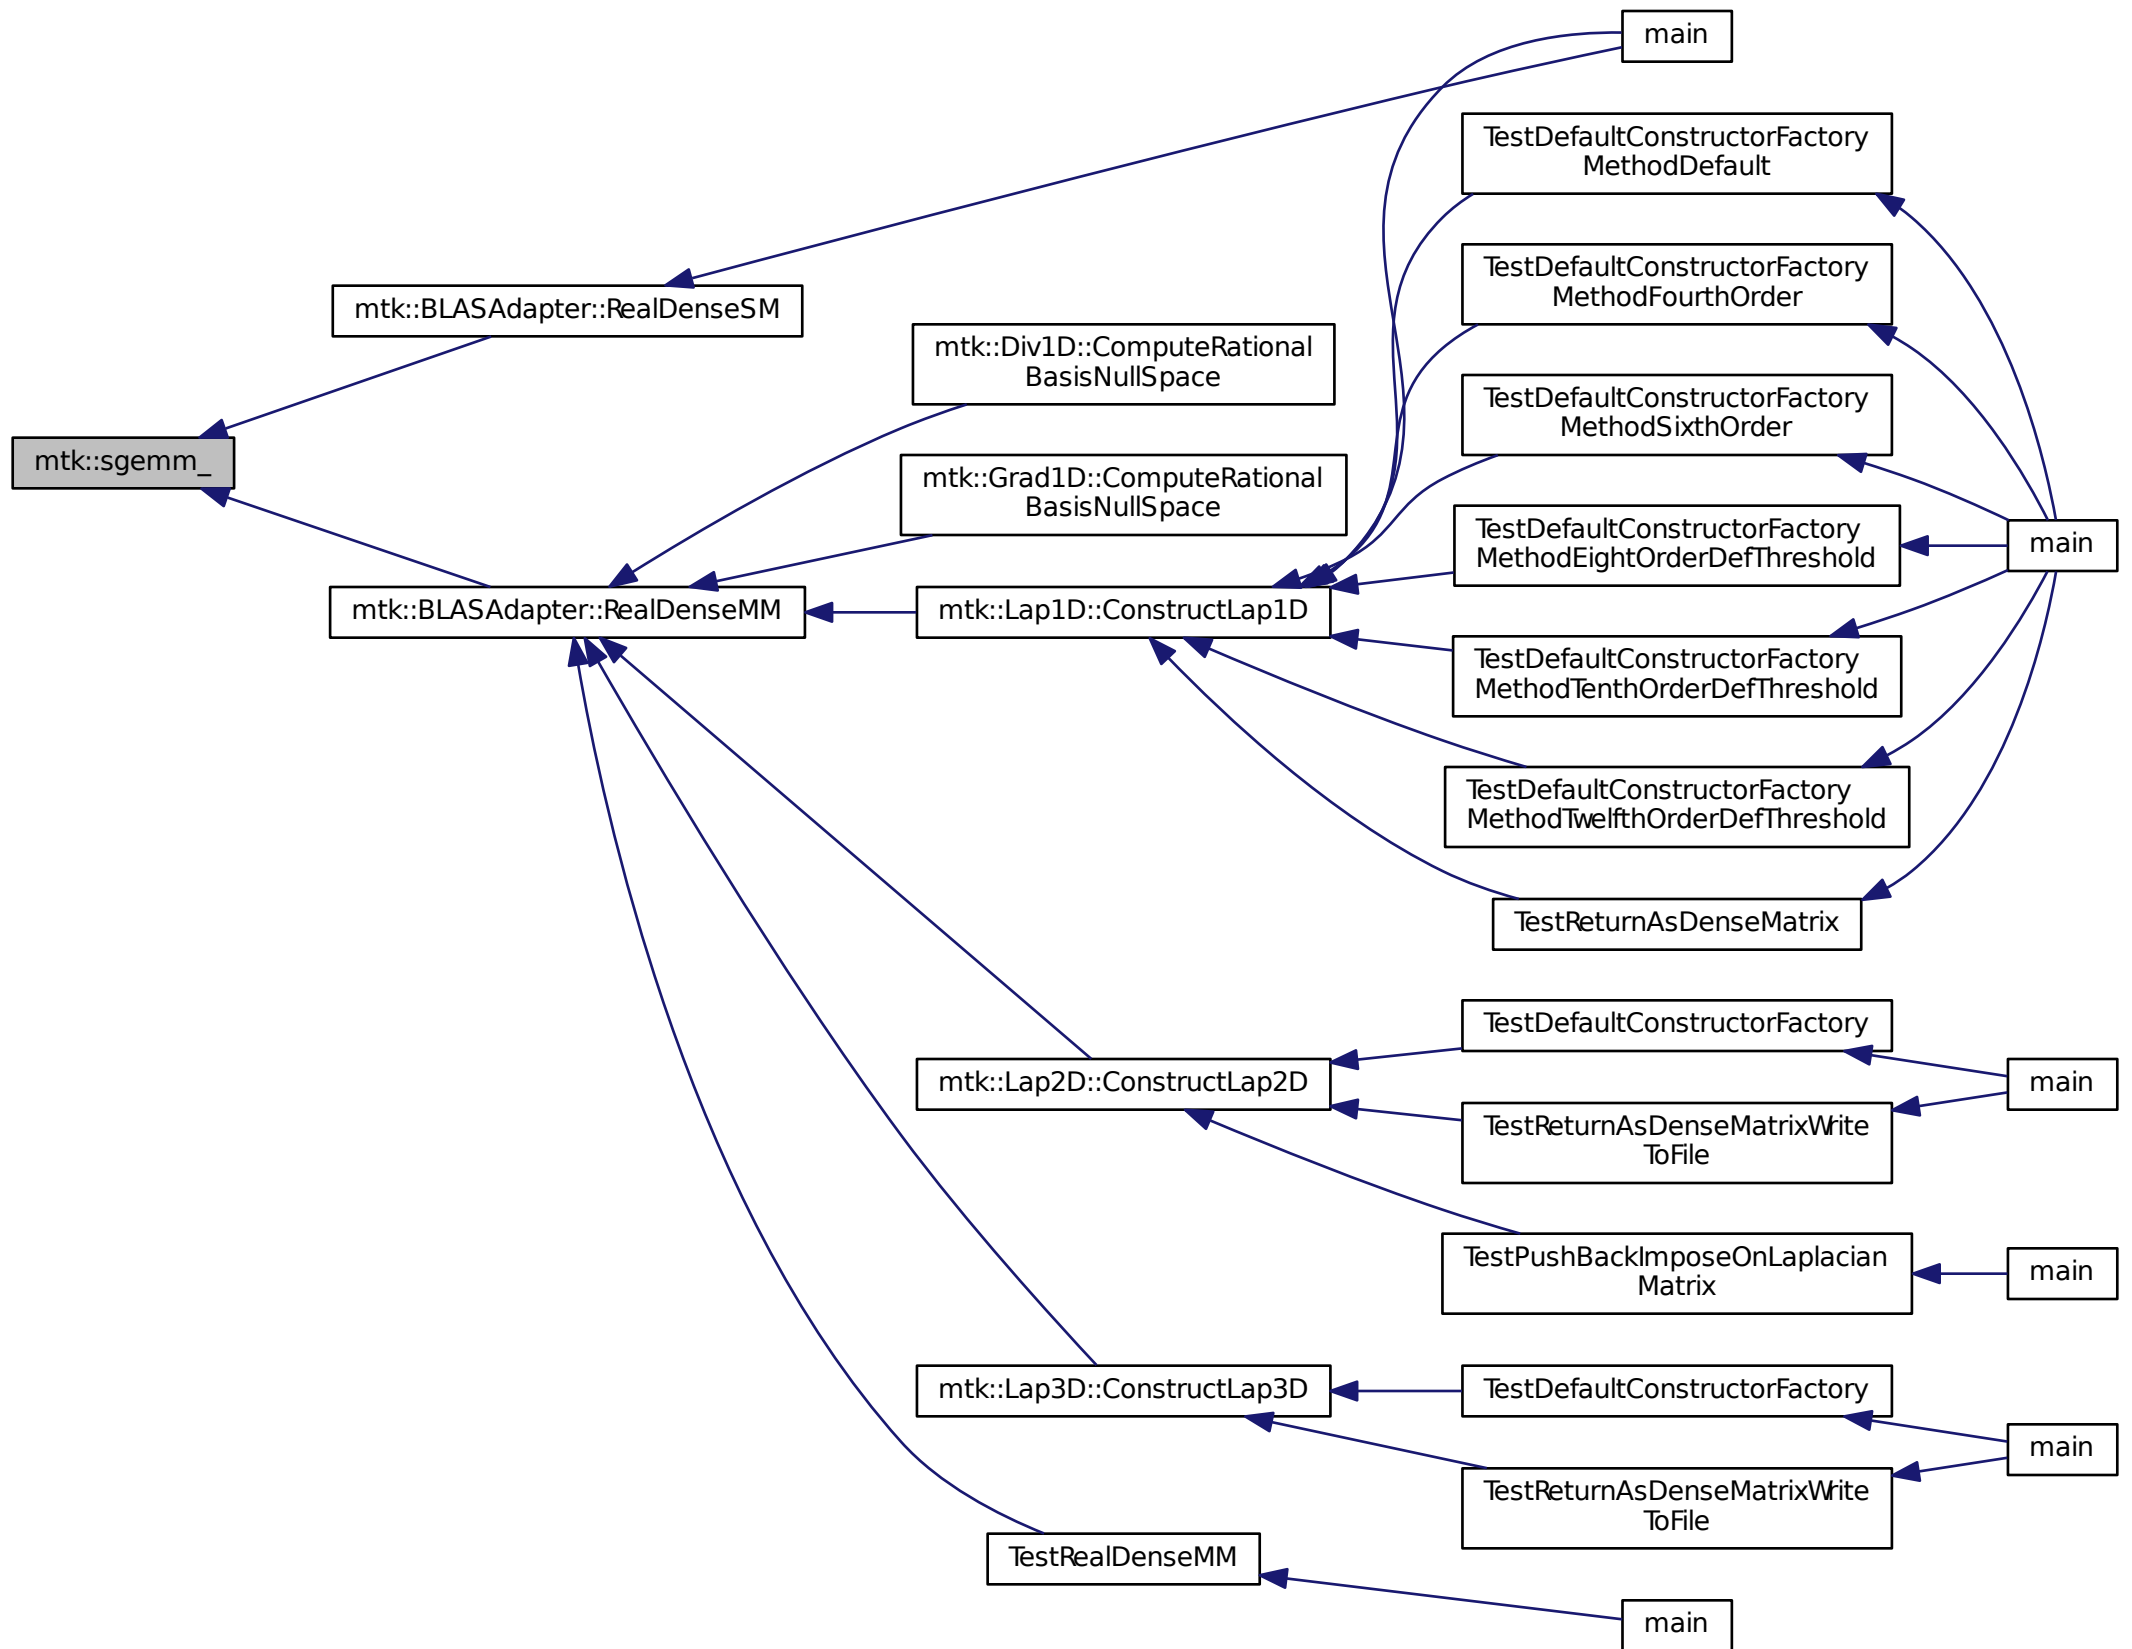 main
TestDefaultConstructorFactory
MethodDefault
TestDefaultConstructorFactory
MethodFourthOrder
mtk::BLASAdapter::RealDenseSM
mtk::Div1D::ComputeRational
BasisNullSpace
TestDefaultConstructorFactory
MethodSixthOrder
mtk::sgemm_
mtk::Grad1D::ComputeRational
BasisNullSpace
TestDefaultConstructorFactory
MethodEightOrderDefThreshold
main
mtk::BLASAdapter::RealDenseMM
mtk::Lap1D::ConstructLap1D
TestDefaultConstructorFactory
MethodTenthOrderDefThreshold
TestDefaultConstructorFactory
MethodTwelfthOrderDefThreshold
TestReturnAsDenseMatrix
TestDefaultConstructorFactory
mtk::Lap2D::ConstructLap2D
main
TestReturnAsDenseMatrixWrite
ToFile
TestPushBackImposeOnLaplacian
Matrix
main
mtk::Lap3D::ConstructLap3D
TestDefaultConstructorFactory
main
TestReturnAsDenseMatrixWrite
ToFile
TestRealDenseMM
main